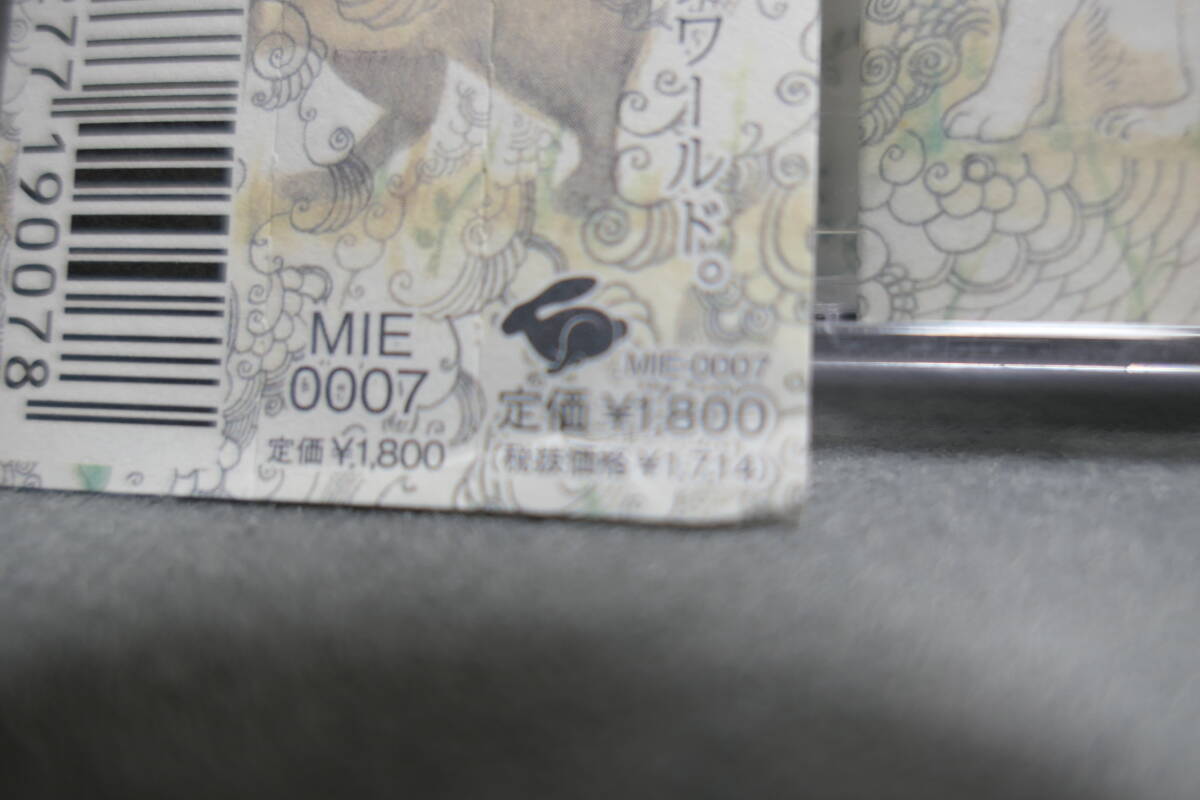 ワールド。
77190078
MIE
0007
定価 ¥1,800
MIE-0007
定価 ¥1,800
(税抜価格 ¥1,714)